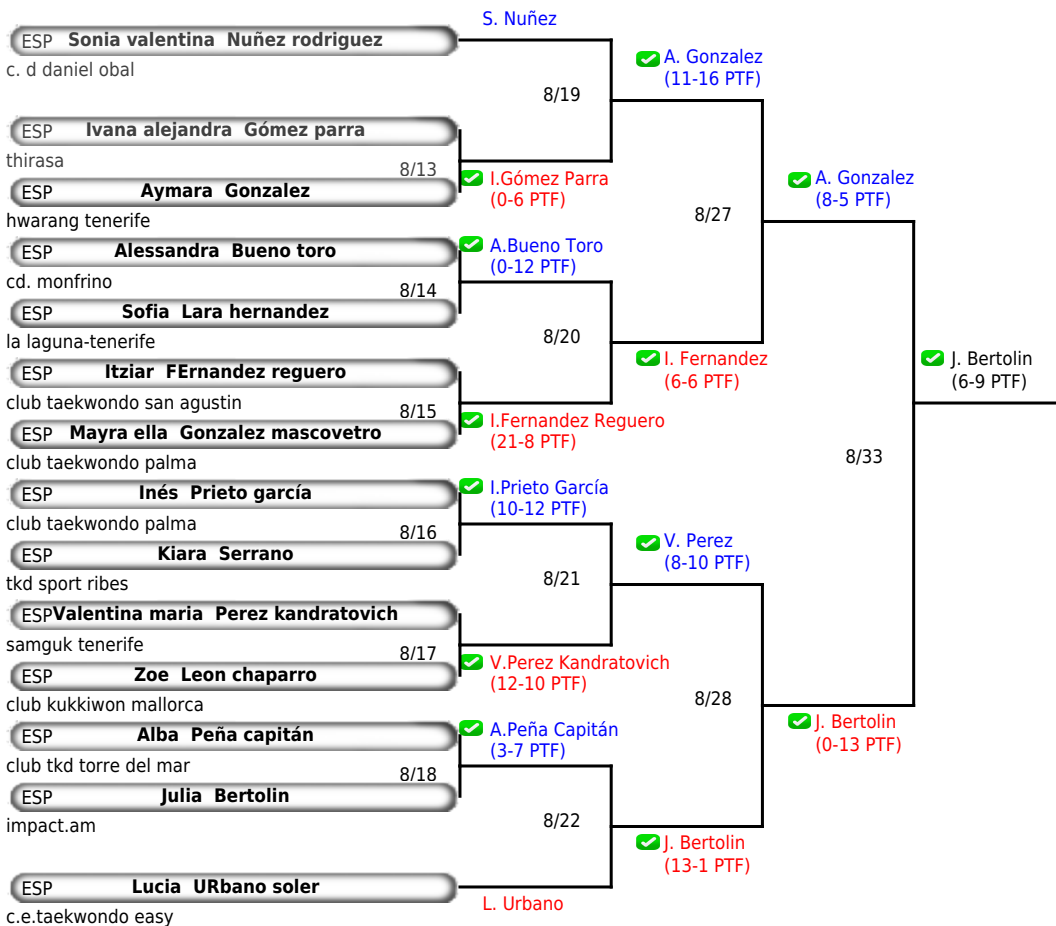 S. Nuñez
ESP Sonia valentina Nuñez rodriguez
c. d daniel obal
A. Gonzalez
(11-16 PTF)
8/19
ESP Ivana alejandra Gómez parra
thirasa
8/13
I.Gómez Parra
(0-6 PTF)
A. Gonzalez
(8-5 PTF)
ESP Aymara Gonzalez
hwarang tenerife
8/27
ESP Alessandra Bueno toro
A.Bueno Toro
(0-12 PTF)
cd. monfrino
8/14
ESP Sofia Lara hernandez
la laguna-tenerife
8/20
ESP Itziar FErnandez reguero
I. Fernandez
(6-6 PTF)
J. Bertolin
(6-9 PTF)
club taekwondo san agustin
8/15
I.Fernandez Reguero
(21-8 PTF)
ESP Mayra ella Gonzalez mascovetro
club taekwondo palma
8/33
ESP Inés Prieto garcía
I.Prieto García
(10-12 PTF)
club taekwondo palma
8/16
ESP Kiara Serrano
V. Perez
(8-10 PTF)
tkd sport ribes
8/21
ESP Valentina maria Perez kandratovich
samguk tenerife
8/17
V.Perez Kandratovich
(12-10 PTF)
ESP Zoe Leon chaparro
club kukkiwon mallorca
8/28
ESP Alba Peña capitán
A.Peña Capitán
(3-7 PTF)
J. Bertolin
(0-13 PTF)
club tkd torre del mar
8/18
ESP Julia Bertolin
impact.am
8/22
J. Bertolin
(13-1 PTF)
ESP Lucia URbano soler
L. Urbano
c.e.taekwondo easy